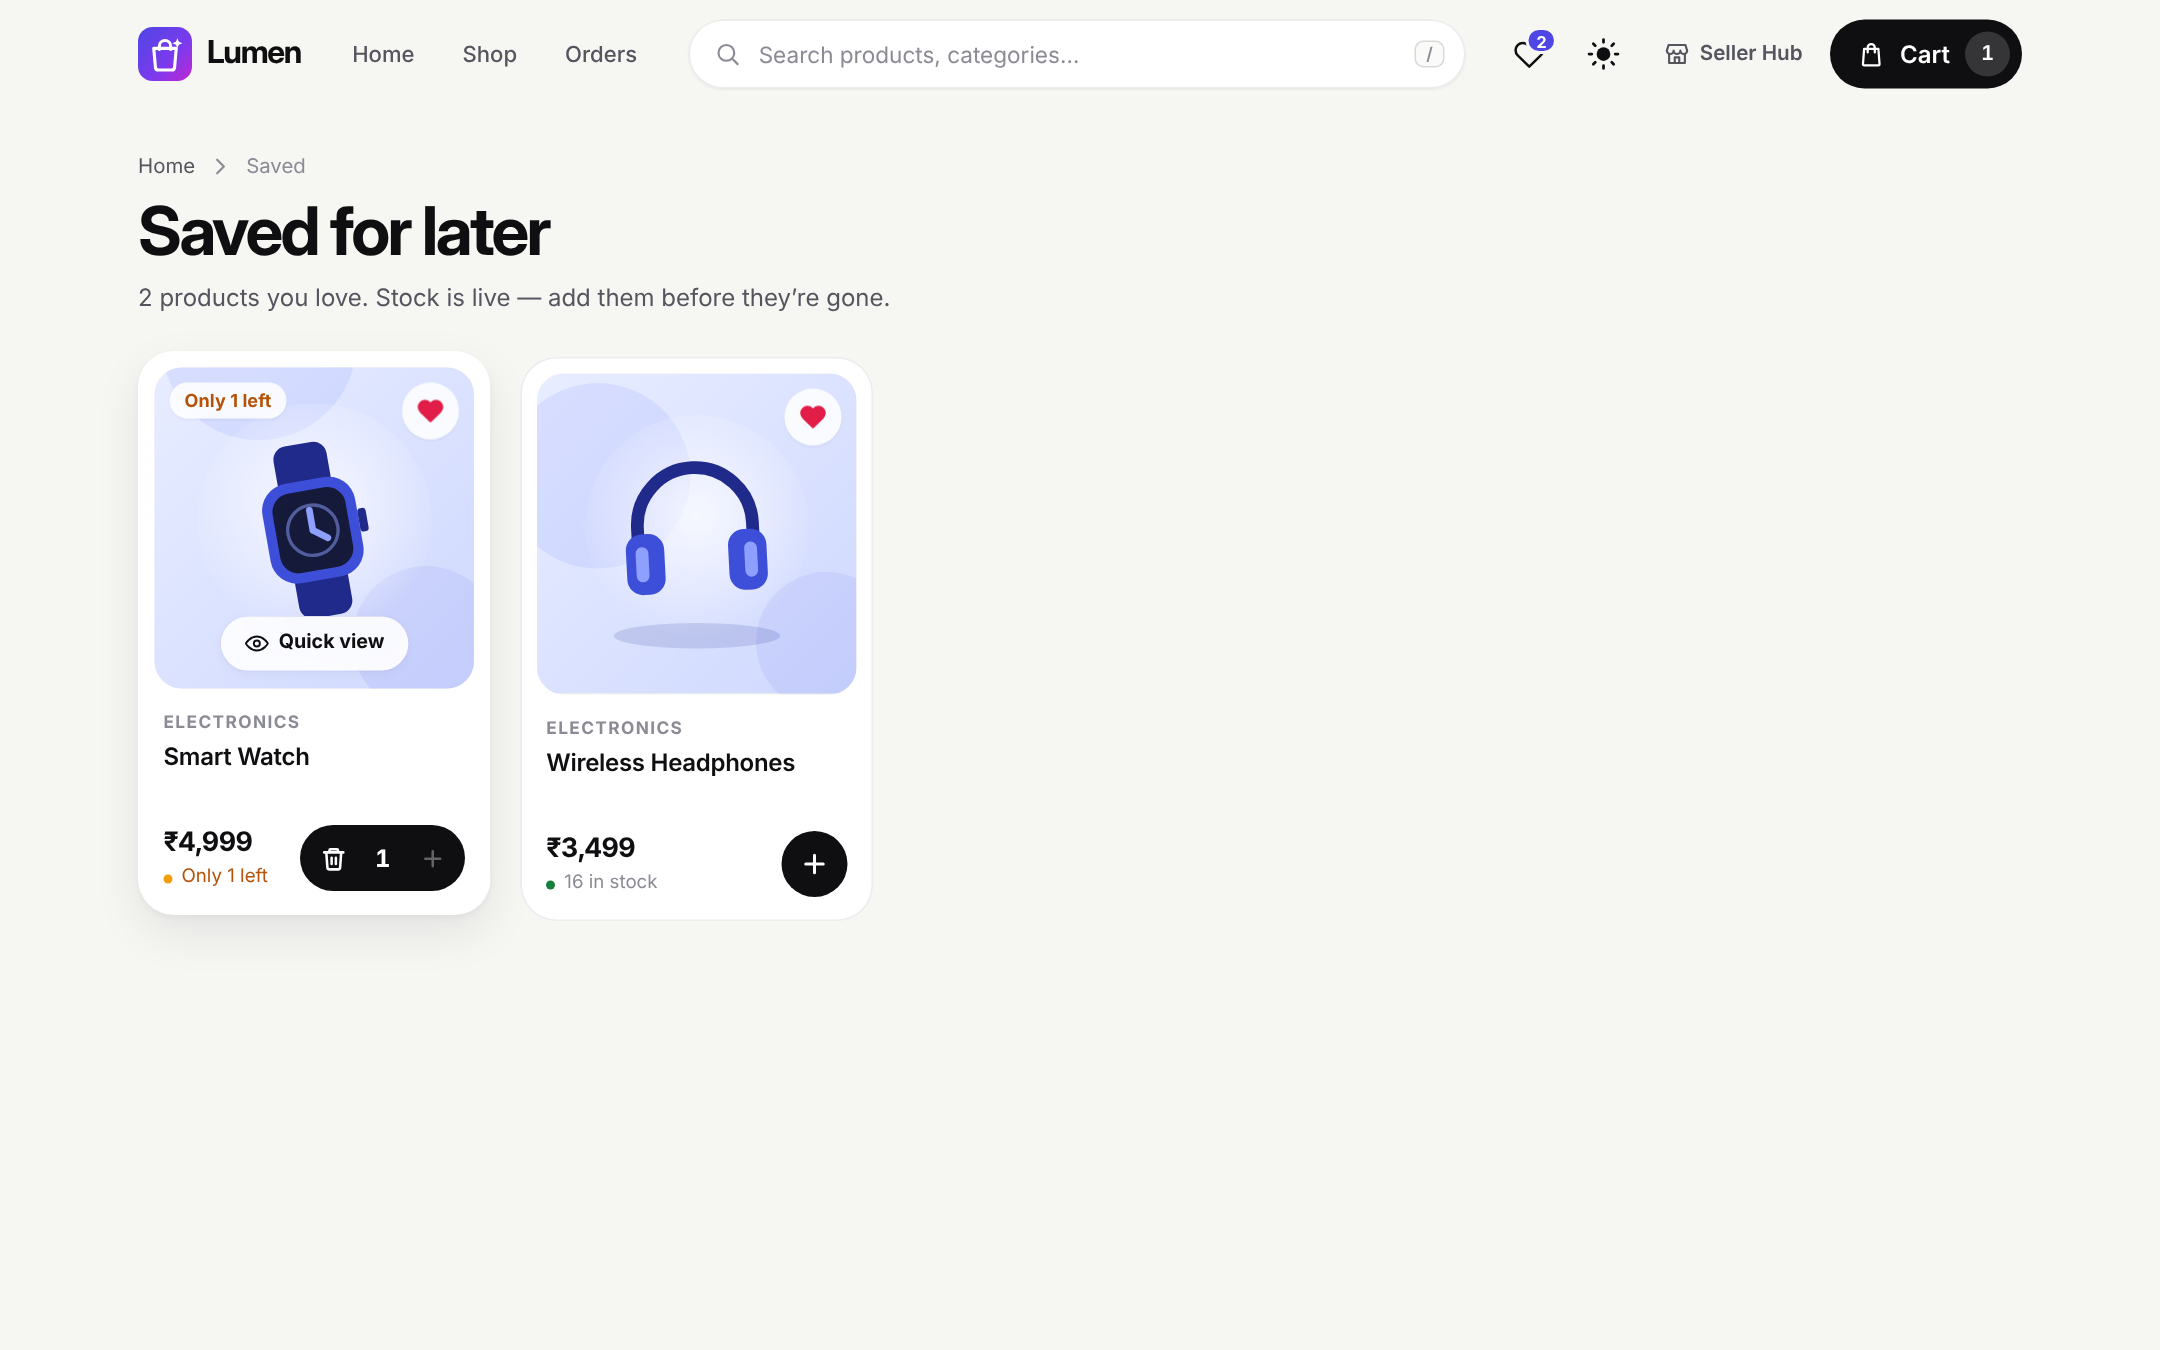 Lumen
Home
Shop
Orders
Search products, categories...
/
2
Seller Hub
Cart
1
Home
Saved
Saved for later
2 products you love. Stock is live — add them before they’re gone.
Only 1 left
Quick view
ELECTRONICS
Smart Watch
₹4,999
Only 1 left
1
ELECTRONICS
Wireless Headphones
₹3,499
16 in stock